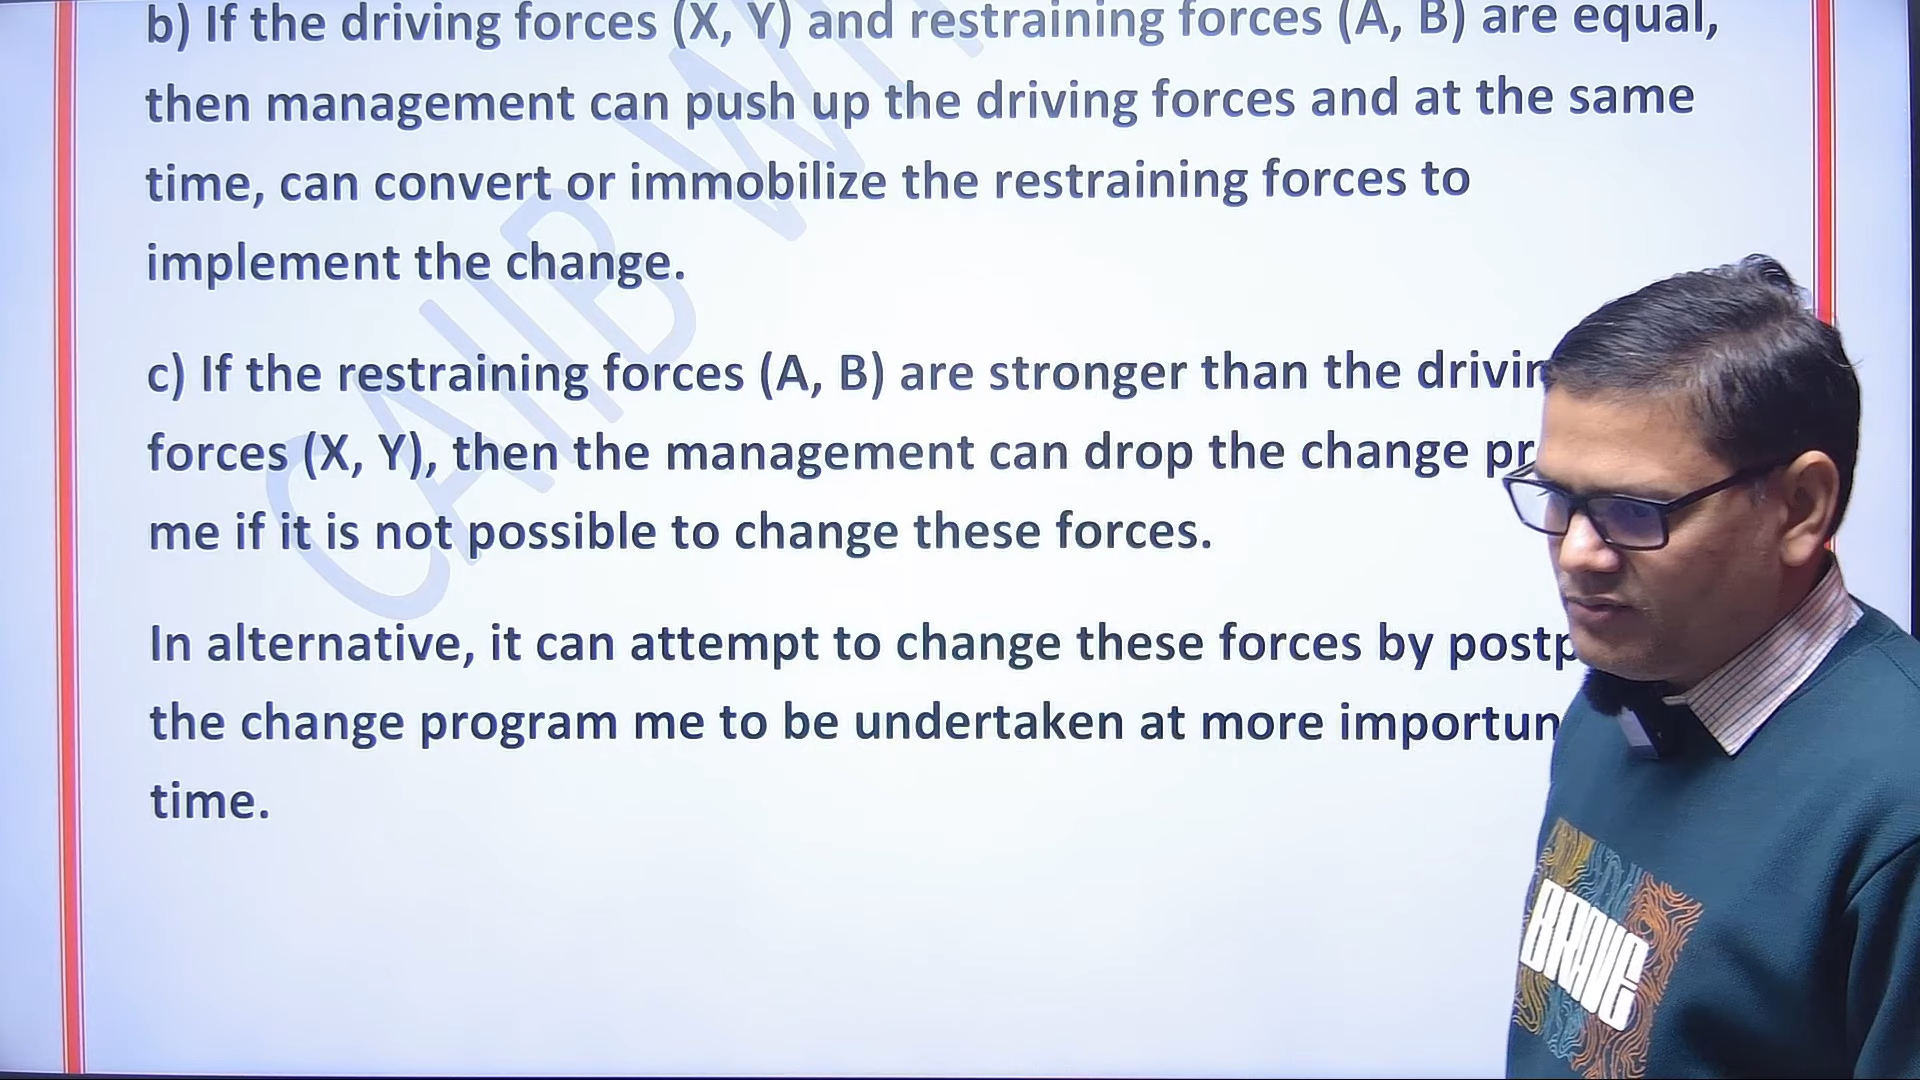 b) If the driving forces (X, Y) and restraining forces (A, B) are equal,
then management can push up the driving forces and at the same
time, can convert or immobilize the restraining forces to
implement the change.
c) If the restraining forces (A, B) are stronger than the
forces (X, Y), then the management can drop the change
me if it is not possible to change these forces.
In alternative, it can attempt to change these forces by
the change program me to be undertaken at more
time.
CAIIB
BRAVE